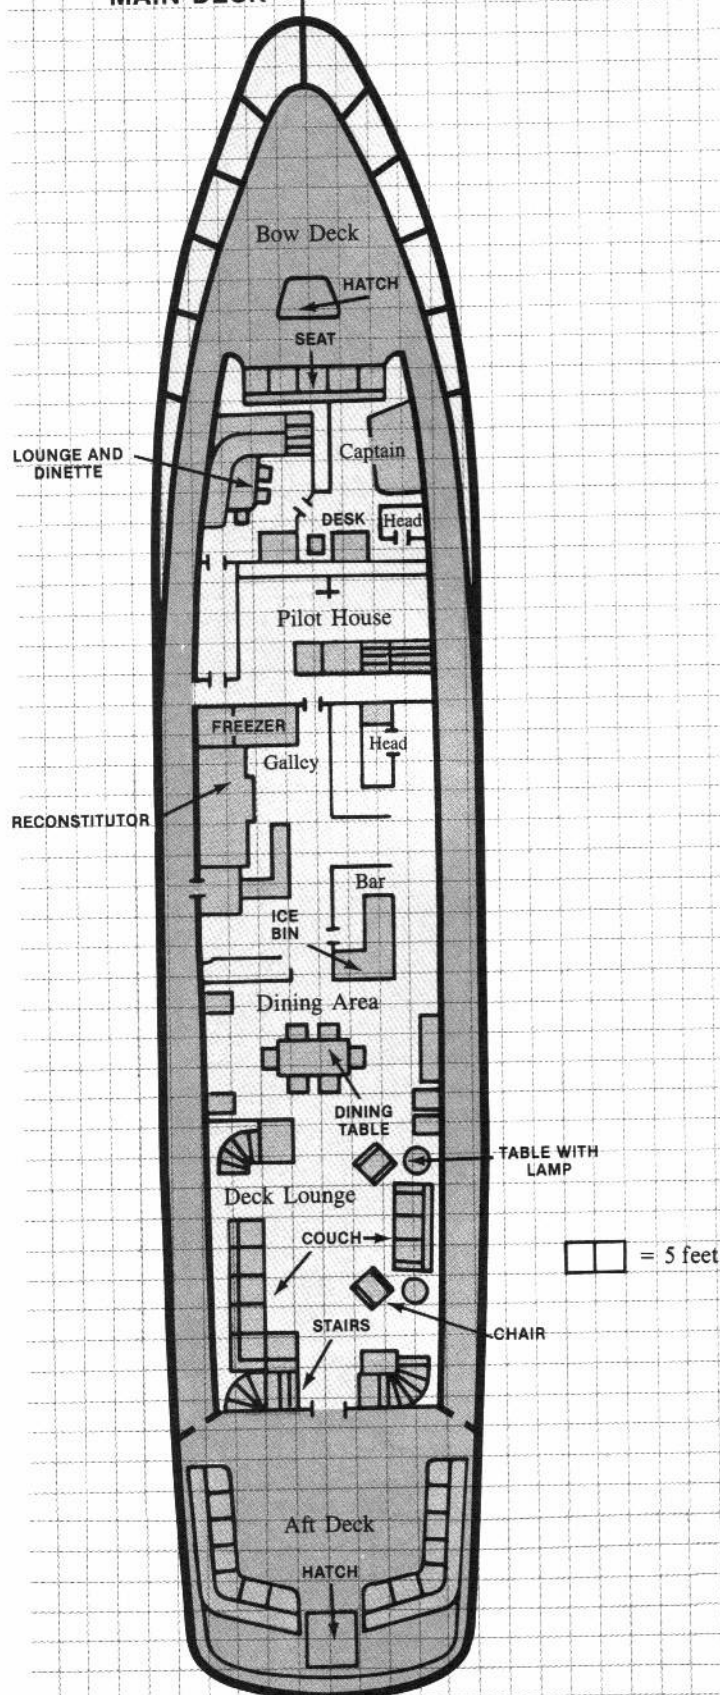 MAIN DECK
Bow Deck
HATCH
SEAT
LOUNGE AND
DINETTE
Captain
DESK
Head
Pilot House
FREEZER
Head
Galley
RECONSTITUTOR
Bar
ICE
BIN
Dining Area
DINING
TABLE
TABLE WITH
LAMP
Deck Lounge
COUCH
= 5 feet
STAIRS
CHAIR
Aft Deck
HATCH